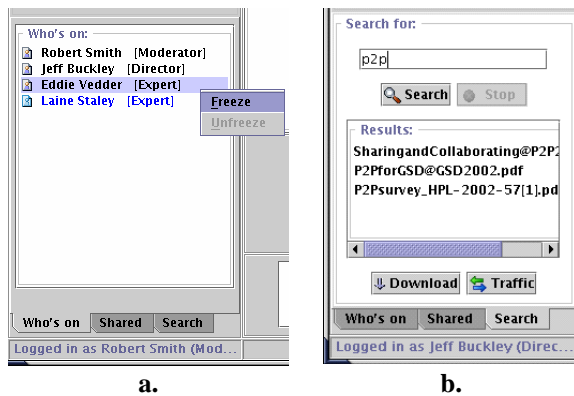 Who's on:
Robert Smith [Moderator]
Jeff Buckley [Director]
Eddie Vedder [Expert]
Laine Staley [Expert]
Freeze
Unfreeze
Who's on Shared Search
Logged in as Robert Smith (Mod...
a.
Search for:
p2p
Search Stop
Results:
SharingandCollaborating@P2P2
P2PforGSD@GSD2002.pdf
P2Psurvey_HPL-2002-57[1].pd
Download Traffic
Who's on Shared Search
Logged in as Jeff Buckley (Direc...
b.